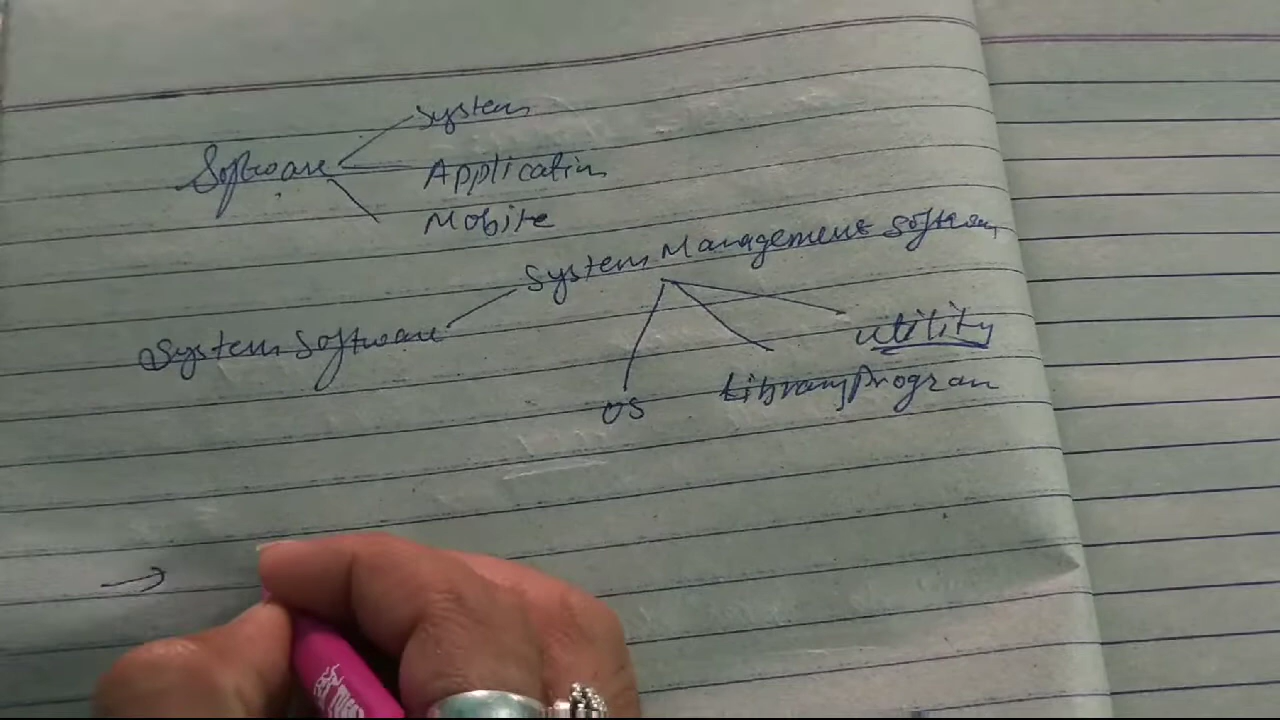 System
Software
Application
Mobile
System Management Software
System Software
Utility
OS
Library Program